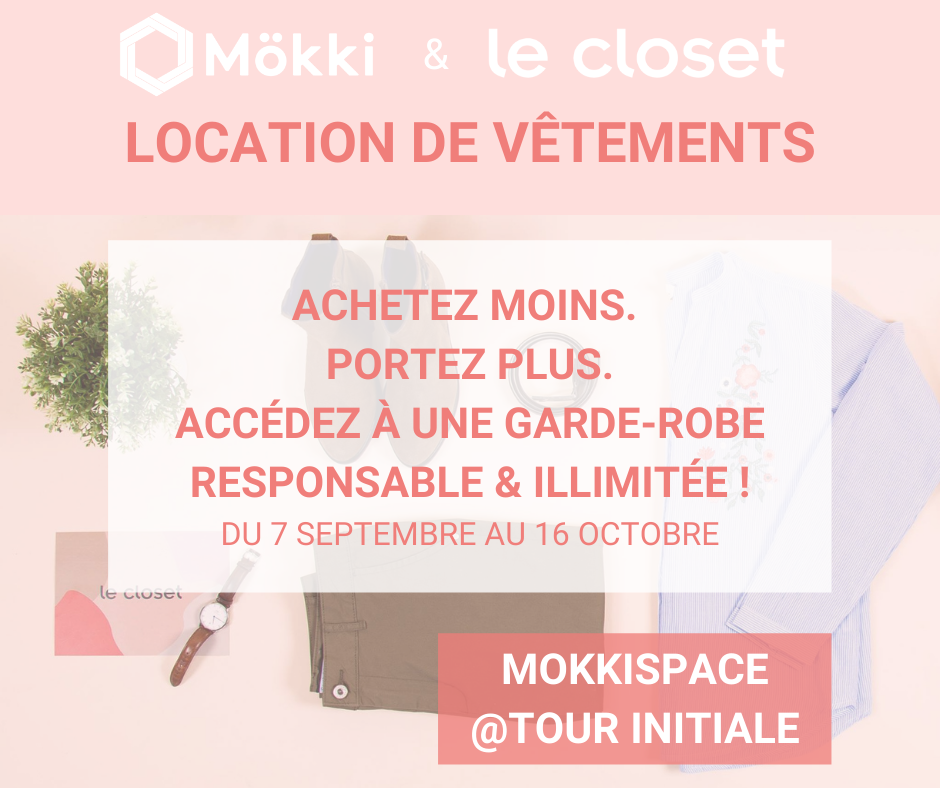 Mökki & le closet
LOCATION DE VÊTEMENTS
ACHETEZ MOINS.
PORTEZ PLUS.
ACCÉDEZ À UNE GARDE-ROBE
RESPONSABLE & ILLIMITÉE !
DU 7 SEPTEMBRE AU 16 OCTOBRE
le closet
MOKKISPACE
@TOUR INITIALE